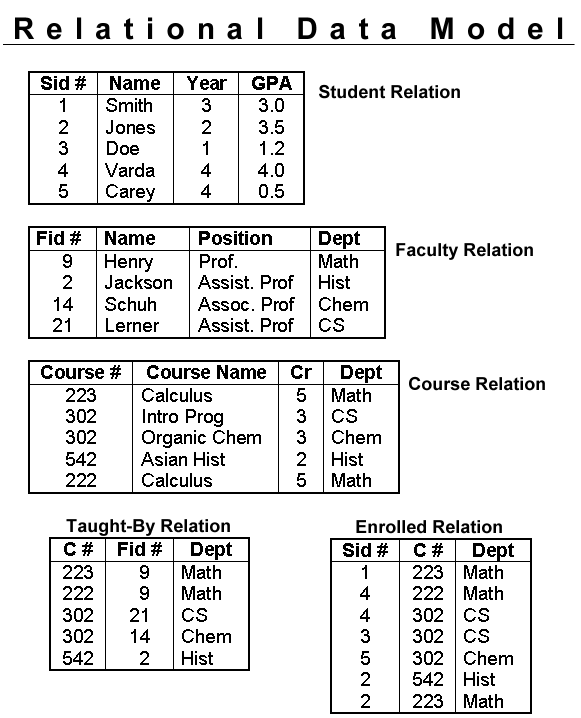 Relational Data Model
Sid # Name Year GPA
1 Smith 3 3.0
2 Jones 2 3.5
3 Doe 1 1.2
4 Varda 4 4.0
5 Carey 4 0.5
Student Relation
Fid # Name Position Dept
9 Henry Prof. Math
2 Jackson Assist. Prof Hist
14 Schuh Assoc. Prof Chem
21 Lerner Assist. Prof CS
Faculty Relation
Course # Course Name Cr Dept
223 Calculus 5 Math
302 Intro Prog 3 CS
302 Organic Chem 3 Chem
542 Asian Hist 2 Hist
222 Calculus 5 Math
Course Relation
Taught-By Relation
C # Fid # Dept
223 9 Math
222 9 Math
302 21 CS
302 14 Chem
542 2 Hist
Enrolled Relation
Sid # C # Dept
1 223 Math
4 222 Math
4 302 CS
3 302 CS
5 302 Chem
2 542 Hist
2 223 Math